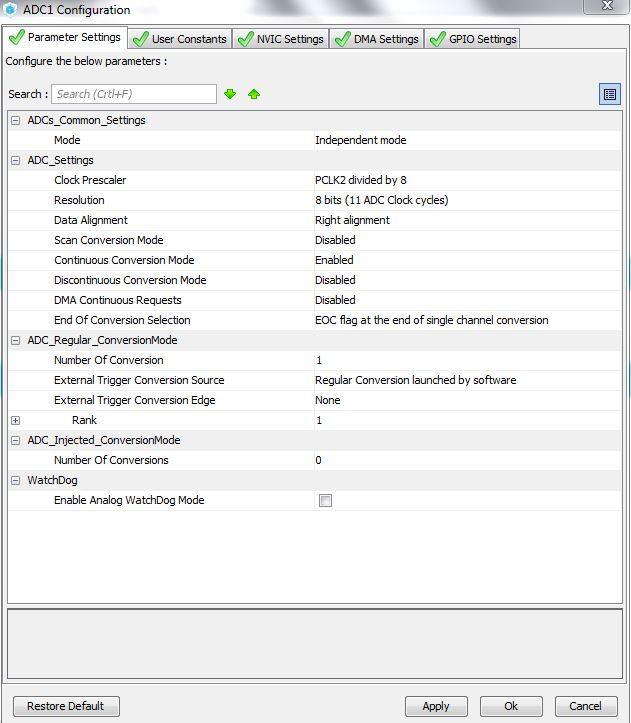 ADC1 Configuration
Parameter Settings User Constants NVIC Settings DMA Settings GPIO Settings
Configure the below parameters :
Search : Search (Crtl+F)
ADCs_Common_Settings
Mode Independent mode
ADC_Settings
Clock Prescaler PCLK2 divided by 8
Resolution 8 bits (11 ADC Clock cycles)
Data Alignment Right alignment
Scan Conversion Mode Disabled
Continuous Conversion Mode Enabled
Discontinuous Conversion Mode Disabled
DMA Continuous Requests Disabled
End Of Conversion Selection EOC flag at the end of single channel conversion
ADC_Regular_ConversionMode
Number Of Conversion 1
External Trigger Conversion Source Regular Conversion launched by software
External Trigger Conversion Edge None
Rank 1
ADC_Injected_ConversionMode
Number Of Conversions 0
WatchDog
Enable Analog WatchDog Mode
Restore Default Apply Ok Cancel